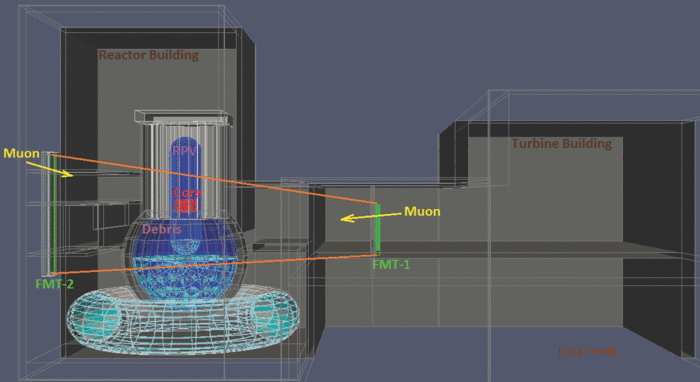 Reactor Building
Turbine Building
Muon
RPV
Core
Muon
Debris
FMT-1
FMT-2